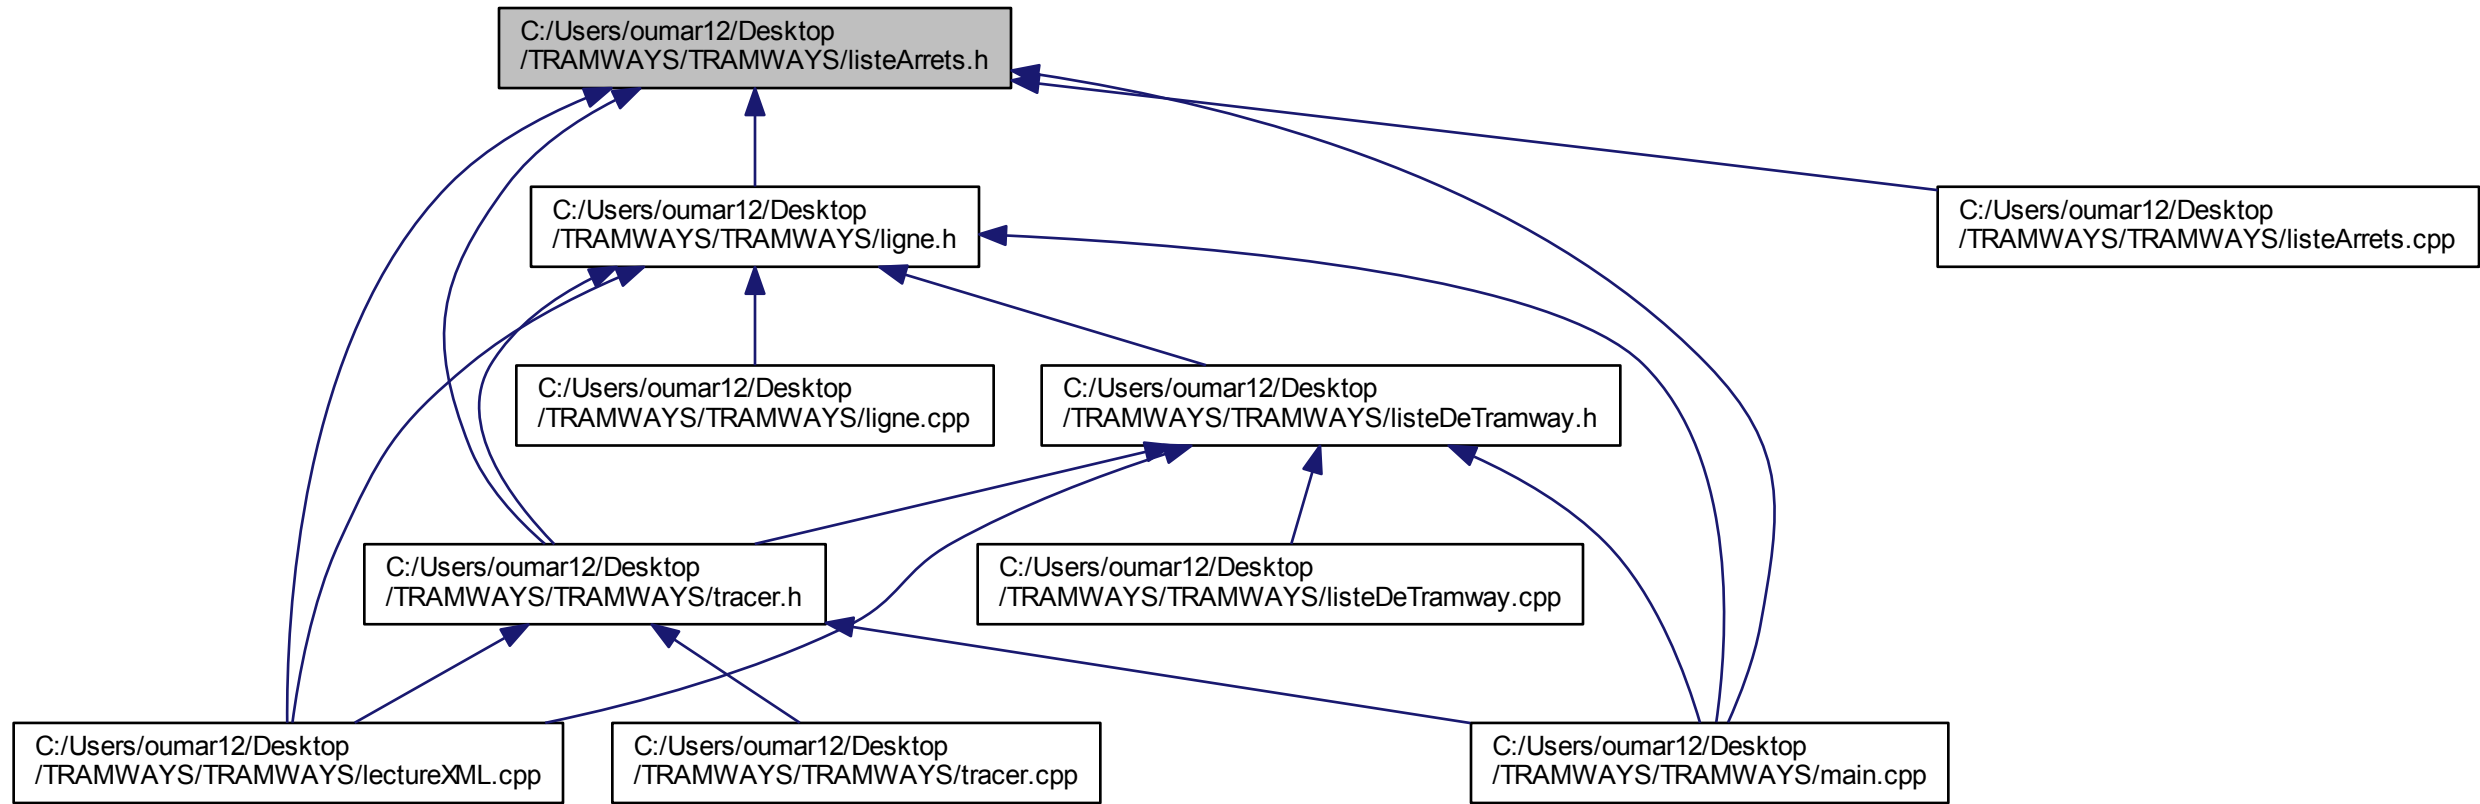 C:/Users/oumar12/Desktop
/TRAMWAYS/TRAMWAYS/listeArrets.h
C:/Users/oumar12/Desktop
/TRAMWAYS/TRAMWAYS/ligne.h
C:/Users/oumar12/Desktop
/TRAMWAYS/TRAMWAYS/listeArrets.cpp
C:/Users/oumar12/Desktop
/TRAMWAYS/TRAMWAYS/ligne.cpp
C:/Users/oumar12/Desktop
/TRAMWAYS/TRAMWAYS/listeDeTramway.h
C:/Users/oumar12/Desktop
/TRAMWAYS/TRAMWAYS/tracer.h
C:/Users/oumar12/Desktop
/TRAMWAYS/TRAMWAYS/listeDeTramway.cpp
C:/Users/oumar12/Desktop
/TRAMWAYS/TRAMWAYS/lectureXML.cpp
C:/Users/oumar12/Desktop
/TRAMWAYS/TRAMWAYS/tracer.cpp
C:/Users/oumar12/Desktop
/TRAMWAYS/TRAMWAYS/main.cpp